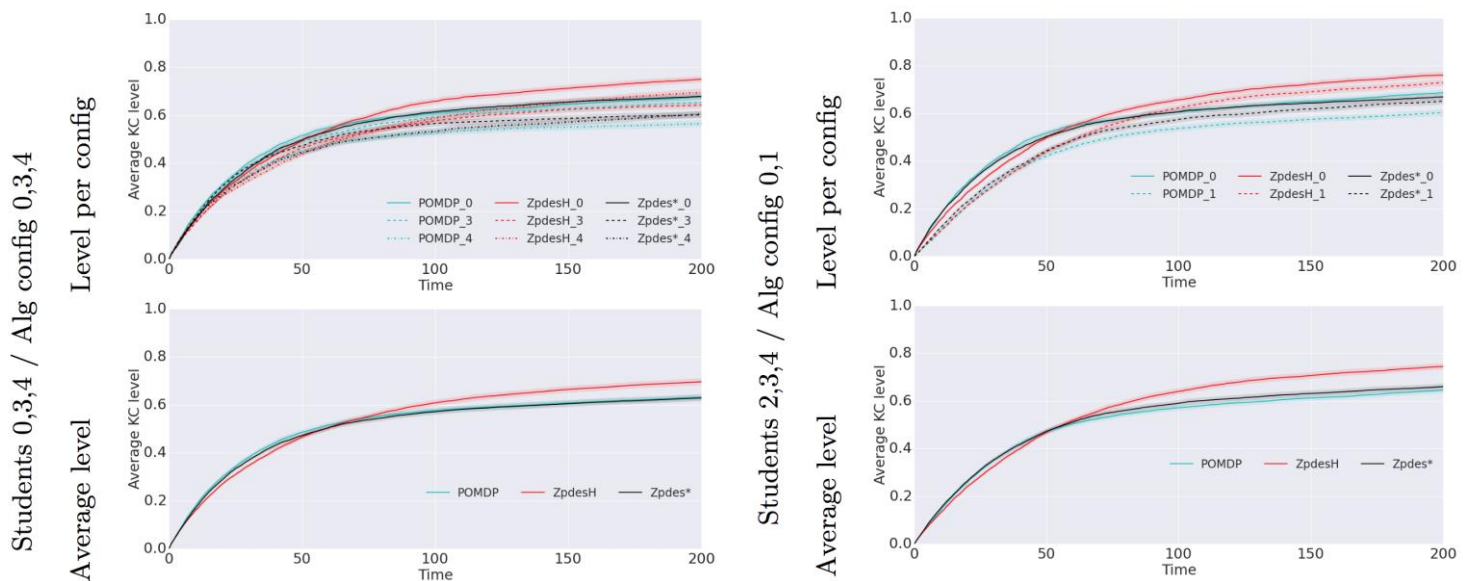 Students 0,3,4 / Alg config 0,3,4
Level per config
Average KC level
1.0
0.8
0.6
0.4
0.2
0.0
POMDP_0 ZpdesH_0 Zpdes*_0
POMDP_3 ZpdesH_3 Zpdes*_3
POMDP_4 ZpdesH_4 Zpdes*_4
0 50 100 150 200
Time
Average level
Average KC level
1.0
0.8
0.6
0.4
0.2
0.0
POMDP ZpdesH Zpdes*
0 50 100 150 200
Time
Students 2,3,4 / Alg config 0,1
Level per config
Average KC level
1.0
0.8
0.6
0.4
0.2
0.0
POMDP_0 ZpdesH_0 Zpdes*_0
POMDP_1 ZpdesH_1 Zpdes*_1
0 50 100 150 200
Time
Average level
Average KC level
1.0
0.8
0.6
0.4
0.2
0.0
POMDP ZpdesH Zpdes*
0 50 100 150 200
Time